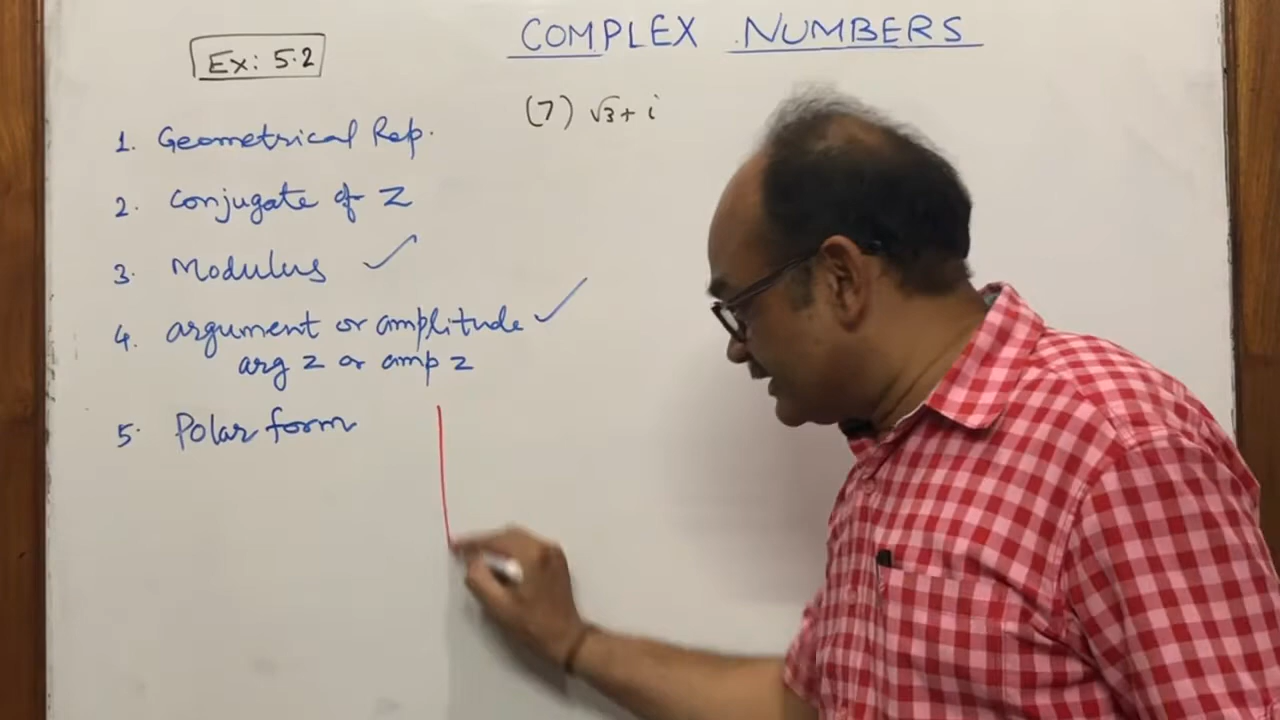 COMPLEX NUMBERS
Ex: 5.2
(7) √3 + i
1. Geometrical Rep.
2. Conjugate of Z
3. Modulus ✓
4. argument or amplitude ✓
arg z or amp z
5. Polar form